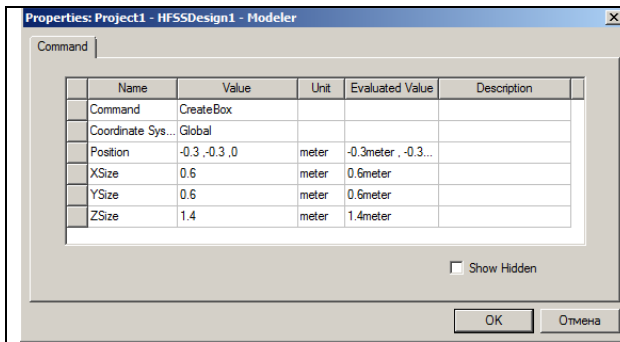 Properties: Project1 - HFSSDesign1 - Modeler
Command
Name Value Unit Evaluated Value Description
Command CreateBox
Coordinate Sys... Global
Position -0.3 ,-0.3 ,0 meter -0.3meter , -0.3...
XSize 0.6 meter 0.6meter
YSize 0.6 meter 0.6meter
ZSize 1.4 meter 1.4meter
Show Hidden
OK Отмена